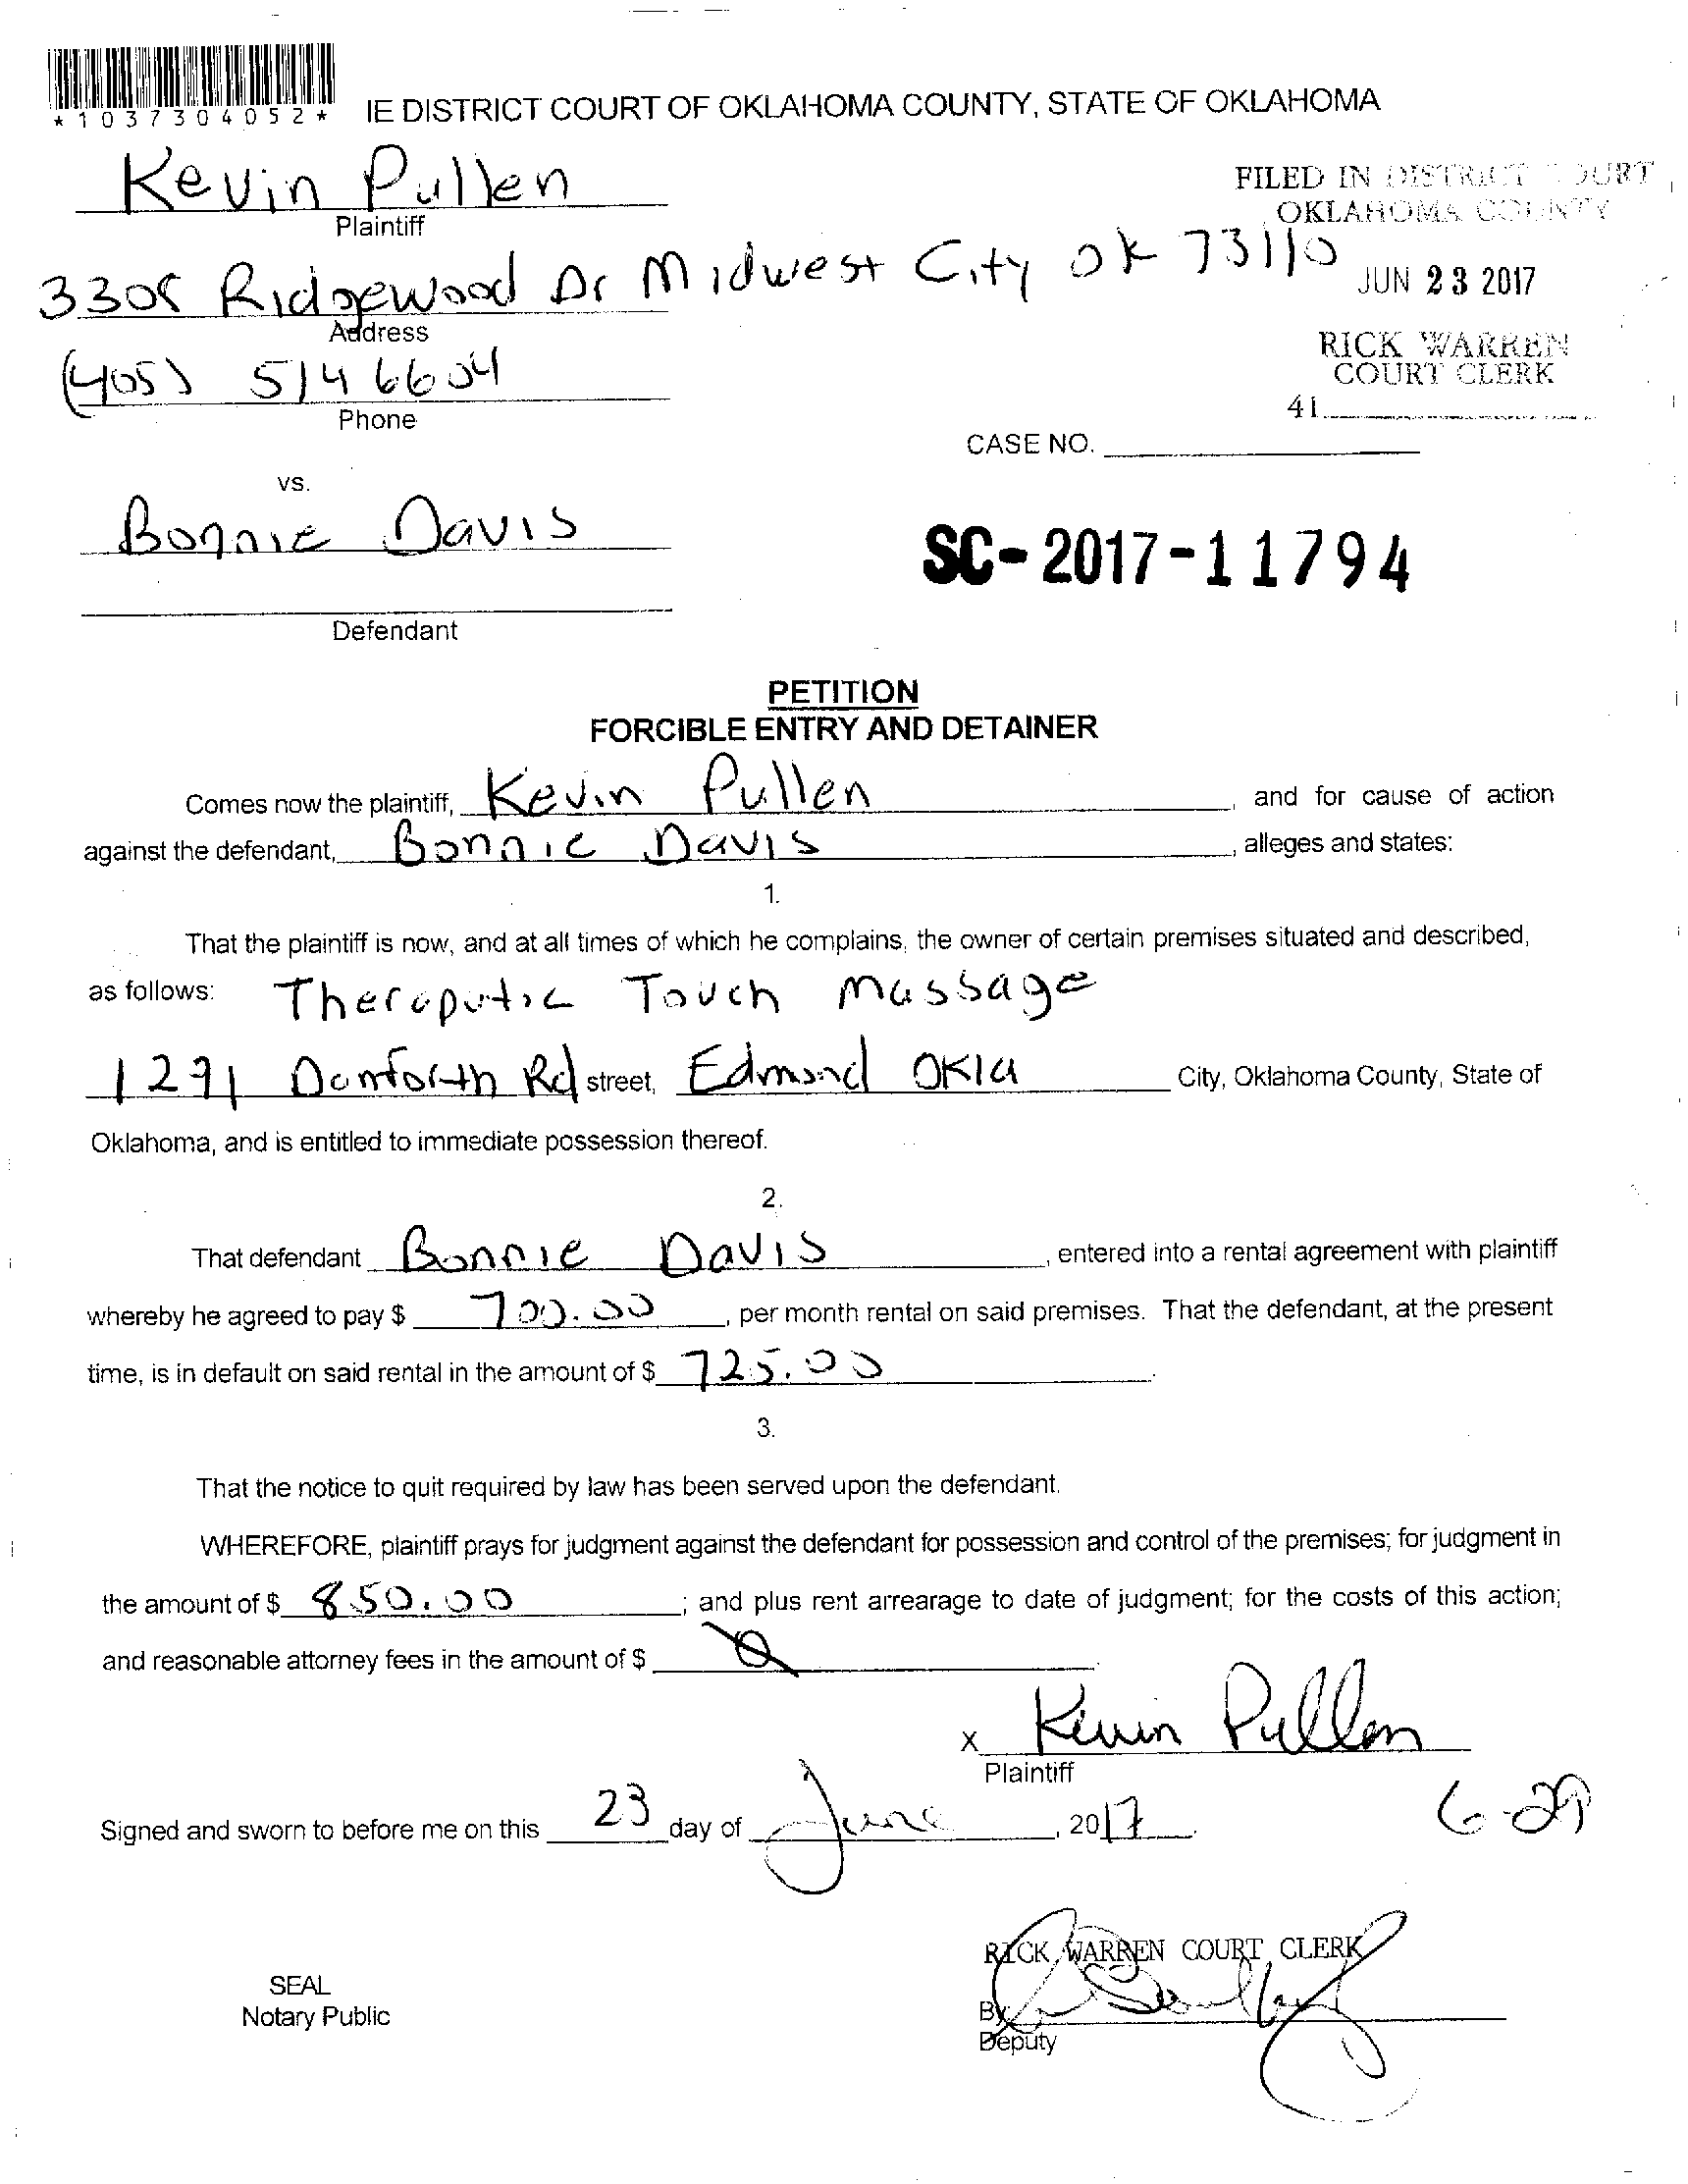 *1037304052*
IE DISTRICT COURT OF OKLAHOMA COUNTY, STATE OF OKLAHOMA
Kevin Pullen
Plaintiff
FILED IN DISTRICT COURT
OKLAHOMA COUNTY
3308 Ridgewood Dr Midwest City OK 73110
JUN 23 2017
Address
RICK WARREN
COURT CLERK
(405) 514 6604
Phone
41
CASE NO.
vs.
Bonnie Davis
SC-2017-11794
Defendant
PETITION
FORCIBLE ENTRY AND DETAINER
Comes now the plaintiff, Kevin Pullen, and for cause of action
against the defendant, Bonnie Davis, alleges and states:
1.
That the plaintiff is now, and at all times of which he complains, the owner of certain premises situated and described,
as follows: Theraputic Touch Massage
1291 Danforth Rd street, Edmond Okla City, Oklahoma County, State of
Oklahoma, and is entitled to immediate possession thereof.
2.
That defendant Bonnie Davis, entered into a rental agreement with plaintiff
whereby he agreed to pay $ 700.00, per month rental on said premises. That the defendant, at the present
time, is in default on said rental in the amount of $ 725.00.
3.
That the notice to quit required by law has been served upon the defendant.
WHEREFORE, plaintiff prays for judgment against the defendant for possession and control of the premises; for judgment in
the amount of $ 850.00; and plus rent arrearage to date of judgment; for the costs of this action;
and reasonable attorney fees in the amount of $ 0
x Kevin Pullen
Plaintiff
6-29
Signed and sworn to before me on this 23 day of June, 2017.
RICK WARREN COURT CLERK
SEAL
Notary Public
By
Deputy